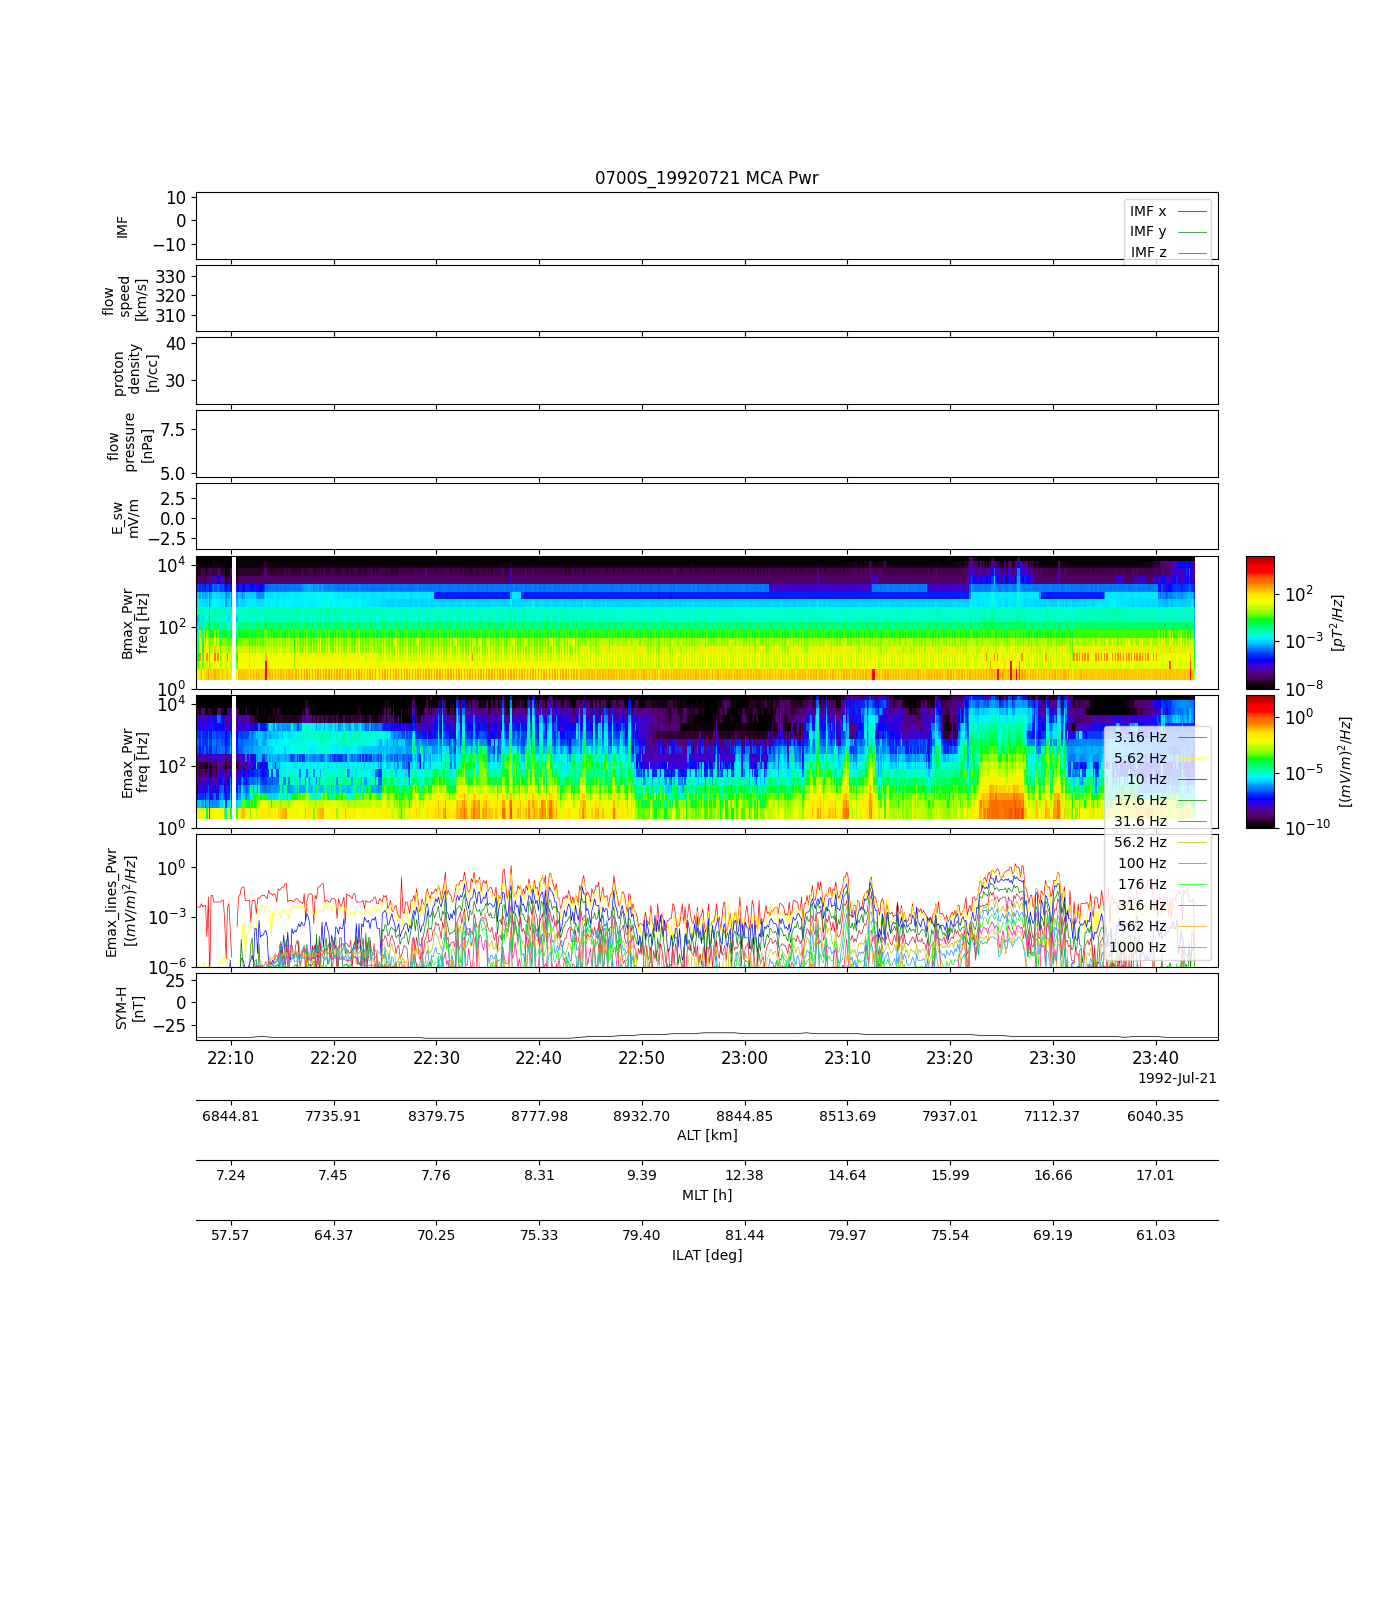 0700S_19920721 MCA Pwr
10
0
−10
IMF
IMF x
IMF y
IMF z
330
320
310
flow
speed
[km/s]
40
30
proton
density
[n/cc]
7.5
5.0
flow
pressure
[nPa]
2.5
0.0
−2.5
E_sw
mV/m
10^4
10^2
10^0
Bmax_Pwr
freq [Hz]
10^2
10^−3
10^−8
[pT^2/Hz]
10^4
10^2
10^0
Emax_Pwr
freq [Hz]
10^0
10^−5
10^−10
[(mV/m)^2/Hz]
3.16 Hz
5.62 Hz
10 Hz
17.6 Hz
31.6 Hz
56.2 Hz
100 Hz
176 Hz
316 Hz
562 Hz
1000 Hz
10^0
10^−3
10^−6
Emax_lines_Pwr
[(mV/m)^2/Hz]
25
0
−25
SYM-H
[nT]
22:10 22:20 22:30 22:40 22:50 23:00 23:10 23:20 23:30 23:40
1992-Jul-21
6844.81 7735.91 8379.75 8777.98 8932.70 8844.85 8513.69 7937.01 7112.37 6040.35
ALT [km]
7.24 7.45 7.76 8.31 9.39 12.38 14.64 15.99 16.66 17.01
MLT [h]
57.57 64.37 70.25 75.33 79.40 81.44 79.97 75.54 69.19 61.03
ILAT [deg]